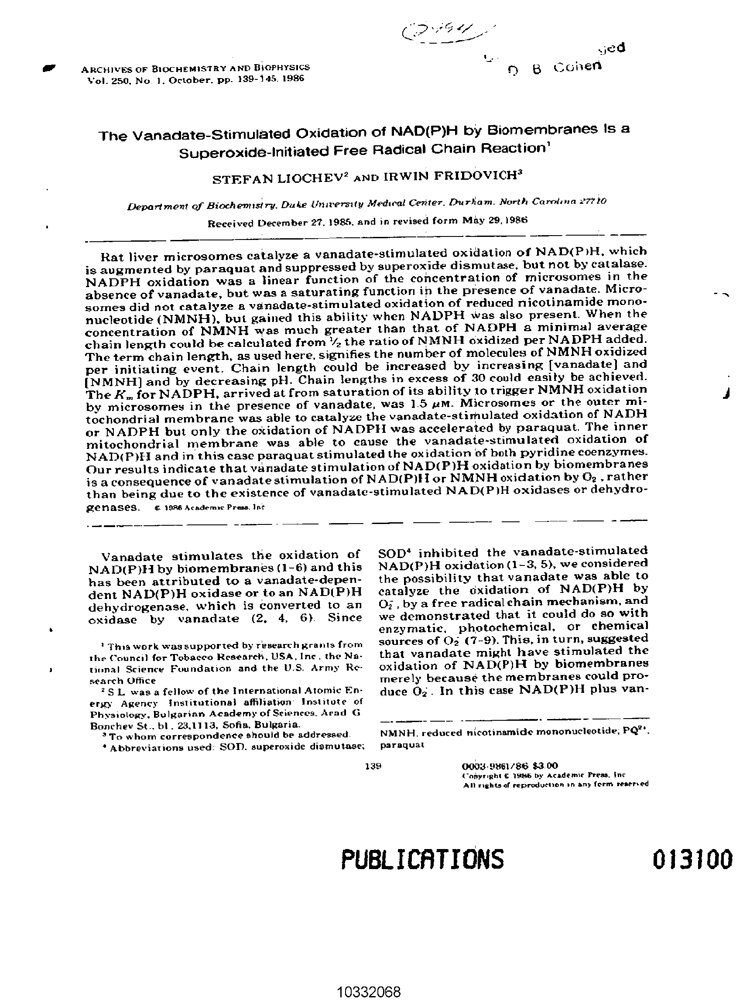 ARCHIVES OF BIOCHEMISTRY AND BIOPHYSICS
Vol. 250, No. 1, October, pp. 139-145, 1986
D B Cohen
The Vanadate-Stimulated Oxidation of NAD(P)H by Biomembranes Is a
Superoxide-Initiated Free Radical Chain Reaction¹
STEFAN LIOCHEV² AND IRWIN FRIDOVICH³
Department of Biochemistry, Duke University Medical Center, Durham, North Carolina 27710
Received December 27, 1985, and in revised form May 29, 1986
Rat liver microsomes catalyze a vanadate-stimulated oxidation of NAD(P)H, which
is augmented by paraquat and suppressed by superoxide dismutase, but not by catalase.
NADPH oxidation was a linear function of the concentration of microsomes in the
absence of vanadate, but was a saturating function in the presence of vanadate. Micro-
somes did not catalyze a vanadate-stimulated oxidation of reduced nicotinamide mono-
nucleotide (NMNH), but gained this ability when NADPH was also present. When the
concentration of NMNH was much greater than that of NADPH a minimal average
chain length could be calculated from ½ the ratio of NMNH oxidized per NADPH added.
The term chain length, as used here, signifies the number of molecules of NMNH oxidized
per initiating event. Chain length could be increased by increasing [vanadate] and
[NMNH] and by decreasing pH. Chain lengths in excess of 30 could easily be achieved.
The Kₘ for NADPH, arrived at from saturation of its ability to trigger NMNH oxidation
by microsomes in the presence of vanadate, was 1.5 μM. Microsomes or the outer mi-
tochondrial membrane was able to catalyze the vanadate-stimulated oxidation of NADH
or NADPH but only the oxidation of NADPH was accelerated by paraquat. The inner
mitochondrial membrane was able to cause the vanadate-stimulated oxidation of
NAD(P)H and in this case paraquat stimulated the oxidation of both pyridine coenzymes.
Our results indicate that vanadate stimulation of NAD(P)H oxidation by biomembranes
is a consequence of vanadate stimulation of NAD(P)H or NMNH oxidation by O₂⁻, rather
than being due to the existence of vanadate-stimulated NAD(P)H oxidases or dehydro-
genases. © 1986 Academic Press, Inc
Vanadate stimulates the oxidation of
NAD(P)H by biomembranes (1-6) and this
has been attributed to a vanadate-depen-
dent NAD(P)H oxidase or to an NAD(P)H
dehydrogenase, which is converted to an
oxidase by vanadate (2, 4, 6). Since
¹ This work was supported by research grants from
the Council for Tobacco Research, USA, Inc, the Na-
tional Science Foundation and the U.S. Army Re-
search Office
² S L was a fellow of the International Atomic En-
ergy Agency Institutional affiliation Institute of
Physiology, Bulgarian Academy of Sciences, Acad G
Bonchev St., bl, 23,1113, Sofia, Bulgaria.
³ To whom correspondence should be addressed.
⁴ Abbreviations used: SOD, superoxide dismutase;
SOD⁴ inhibited the vanadate-stimulated
NAD(P)H oxidation (1-3, 5), we considered
the possibility that vanadate was able to
catalyze the oxidation of NAD(P)H by
O₂⁻, by a free radical chain mechanism, and
we demonstrated that it could do so with
enzymatic, photochemical, or chemical
sources of O₂⁻ (7-9). This, in turn, suggested
that vanadate might have stimulated the
oxidation of NAD(P)H by biomembranes
merely because the membranes could pro-
duce O₂⁻. In this case NAD(P)H plus van-
NMNH, reduced nicotinamide mononucleotide; PQ²⁺,
paraquat
139
0003-9861/86 $3.00
Copyright © 1986 by Academic Press, Inc
All rights of reproduction in any form reserved
PUBLICATIONS 013100
10332068